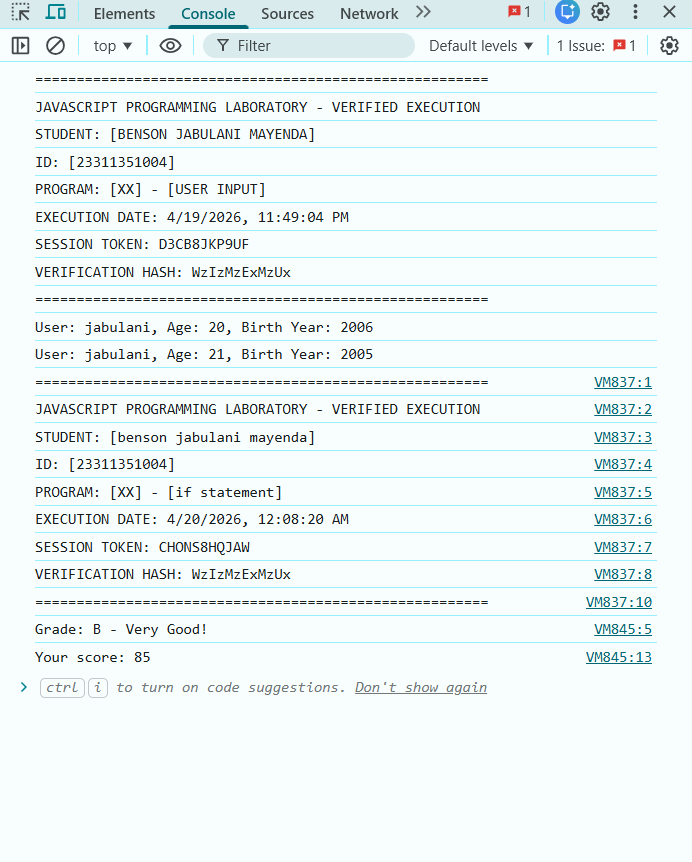 Elements Console Sources Network 1
top Filter Default levels 1 Issue: 1
=======================================================
JAVASCRIPT PROGRAMMING LABORATORY - VERIFIED EXECUTION
STUDENT: [BENSON JABULANI MAYENDA]
ID: [23311351004]
PROGRAM: [XX] - [USER INPUT]
EXECUTION DATE: 4/19/2026, 11:49:04 PM
SESSION TOKEN: D3CB8JKP9UF
VERIFICATION HASH: WzIzMzExMzUx
=======================================================
User: jabulani, Age: 20, Birth Year: 2006
User: jabulani, Age: 21, Birth Year: 2005
======================================================= VM837:1
JAVASCRIPT PROGRAMMING LABORATORY - VERIFIED EXECUTION VM837:2
STUDENT: [benson jabulani mayenda] VM837:3
ID: [23311351004] VM837:4
PROGRAM: [XX] - [if statement] VM837:5
EXECUTION DATE: 4/20/2026, 12:08:20 AM VM837:6
SESSION TOKEN: CHONS8HQJAW VM837:7
VERIFICATION HASH: WzIzMzExMzUx VM837:8
======================================================= VM837:10
Grade: B - Very Good! VM845:5
Your score: 85 VM845:13
ctrl i to turn on code suggestions. Don't show again